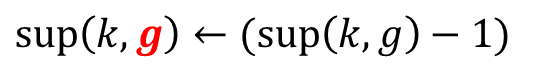 sup(k, g) ← (sup(k, g) − 1)